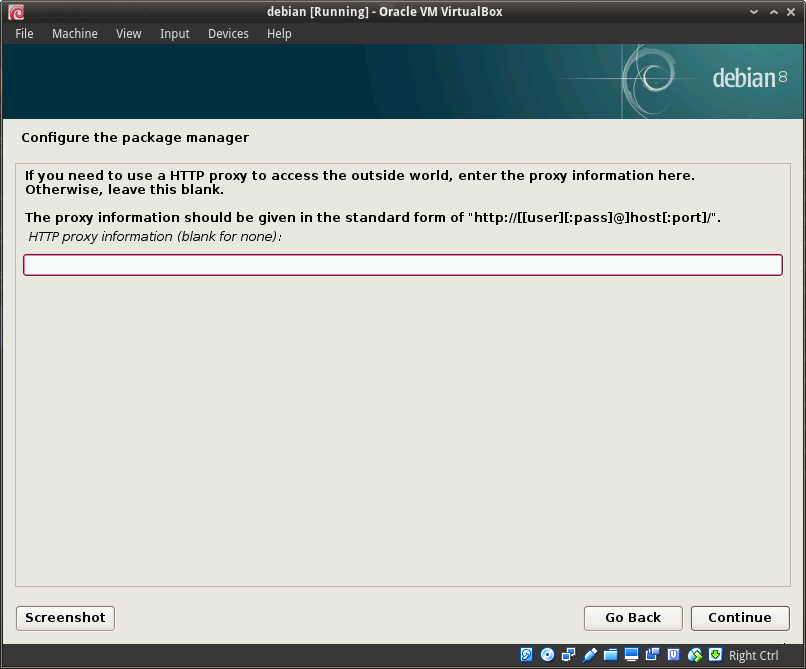 debian [Running] - Oracle VM VirtualBox
File Machine View Input Devices Help
debian 8
Configure the package manager
If you need to use a HTTP proxy to access the outside world, enter the proxy information here.
Otherwise, leave this blank.
The proxy information should be given in the standard form of "http://[[user][:pass]@]host[:port]/".
HTTP proxy information (blank for none):
Screenshot Go Back Continue
Right Ctrl